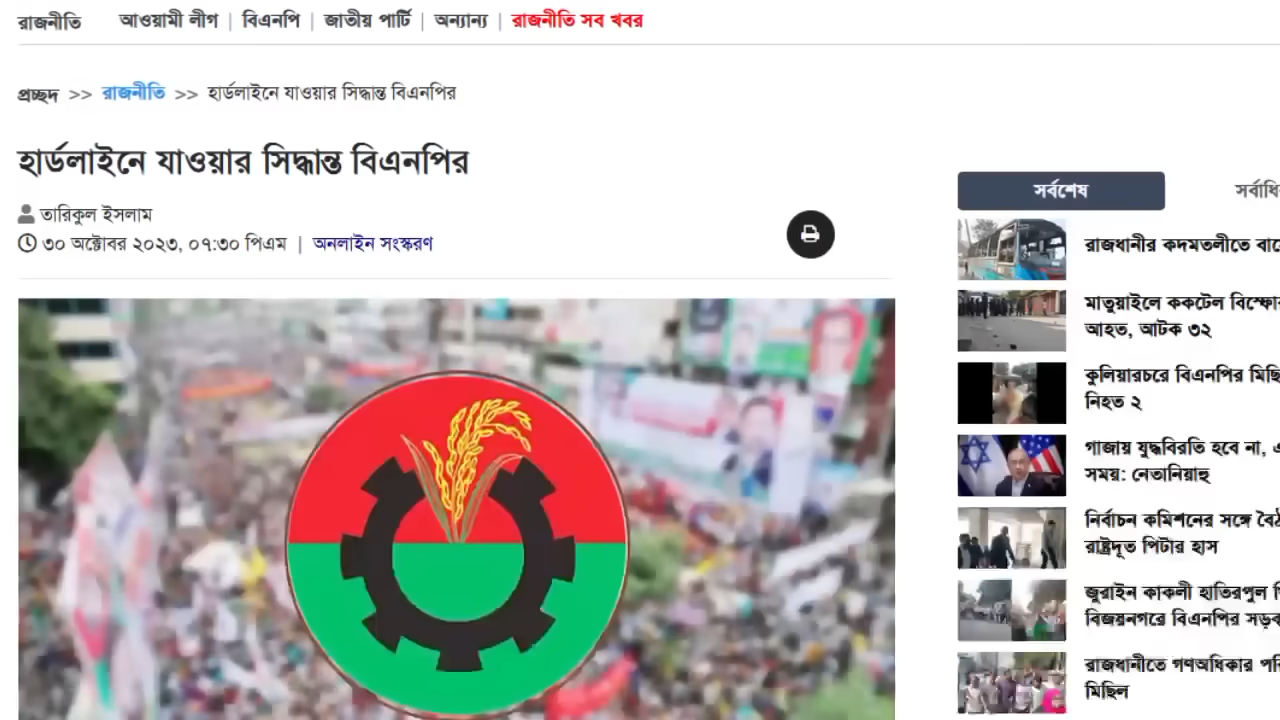 রাজনীতি আওয়ামী লীগ | বিএনপি | জাতীয় পার্টি | অন্যান্য | রাজনীতি সব খবর
প্রচ্ছদ >> রাজনীতি >> হার্ডলাইনে যাওয়ার সিদ্ধান্ত বিএনপির
হার্ডলাইনে যাওয়ার সিদ্ধান্ত বিএনপির
তারিকুল ইসলাম
৩০ অক্টোবর ২০২৩, ০৭:৩০ পিএম | অনলাইন সংস্করণ
সর্বশেষ
রাজধানীর কদমতলীতে
মাতুয়াইলে ককটেল
আহত, আটক ৩২
কুলিয়ারচরে বিএনপির
নিহত ২
গাজায় যুদ্ধবিরতি হবে না,
সময়: নেতানিয়াহু
নির্বাচন কমিশনের সঙ্গে
রাষ্ট্রদূত পিটার হাস
জুরাইন কাকলী হাতিরপুল
বিজয়নগরে বিএনপির
রাজধানীতে গণঅধিকার
মিছিল